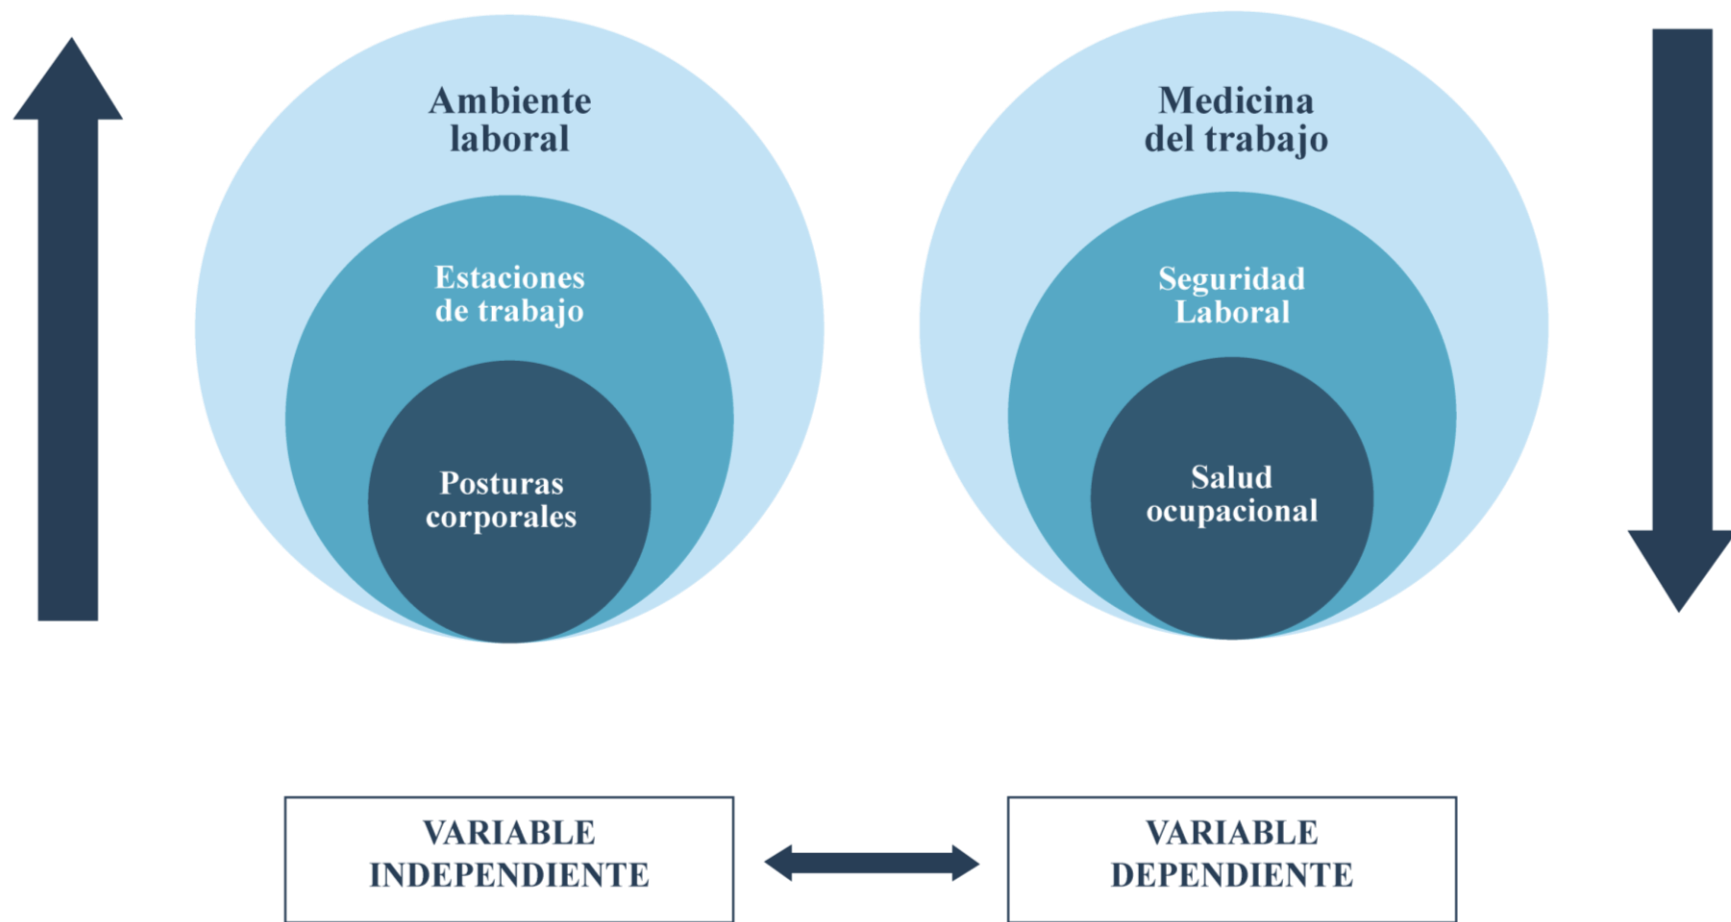 Ambiente
laboral
Estaciones
de trabajo
Posturas
corporales
Medicina
del trabajo
Seguridad
Laboral
Salud
ocupacional
VARIABLE
INDEPENDIENTE
VARIABLE
DEPENDIENTE